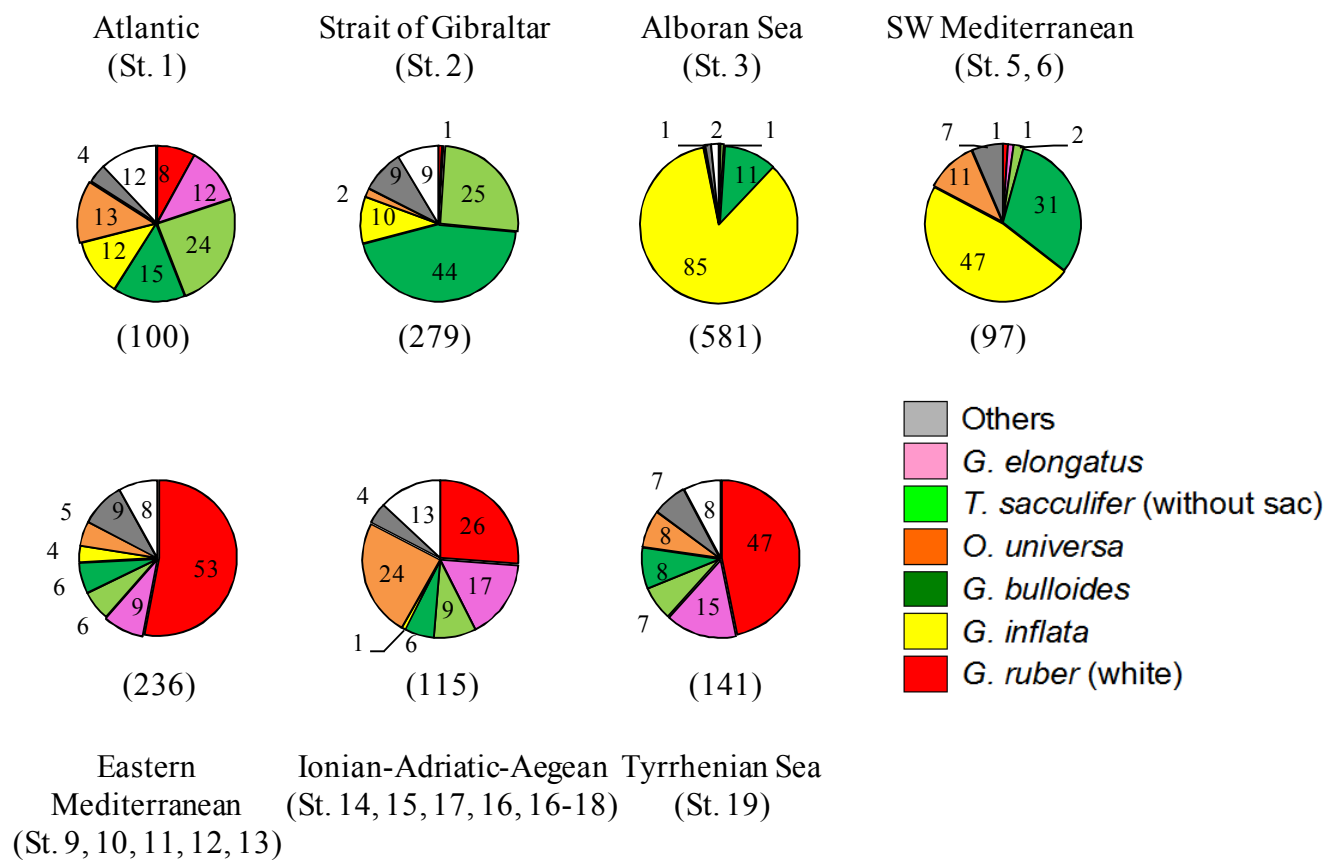 Atlantic
(St. 1)
Strait of Gibraltar
(St. 2)
Alboran Sea
(St. 3)
SW Mediterranean
(St. 5, 6)
4
12
8
12
13
24
12
15
1
9
9
25
2
10
44
1
2
1
11
85
7
1
1
2
11
31
47
(100)
(279)
(581)
(97)
5
9
8
4
53
6
9
6
4
13
26
24
17
9
1
6
7
8
47
8
8
15
7
(236)
(115)
(141)
Others
G. elongatus
T. sacculifer (without sac)
O. universa
G. bulloides
G. inflata
G. ruber (white)
Eastern
Mediterranean
(St. 9, 10, 11, 12, 13)
Ionian-Adriatic-Aegean
(St. 14, 15, 17, 16, 16-18)
Tyrrhenian Sea
(St. 19)